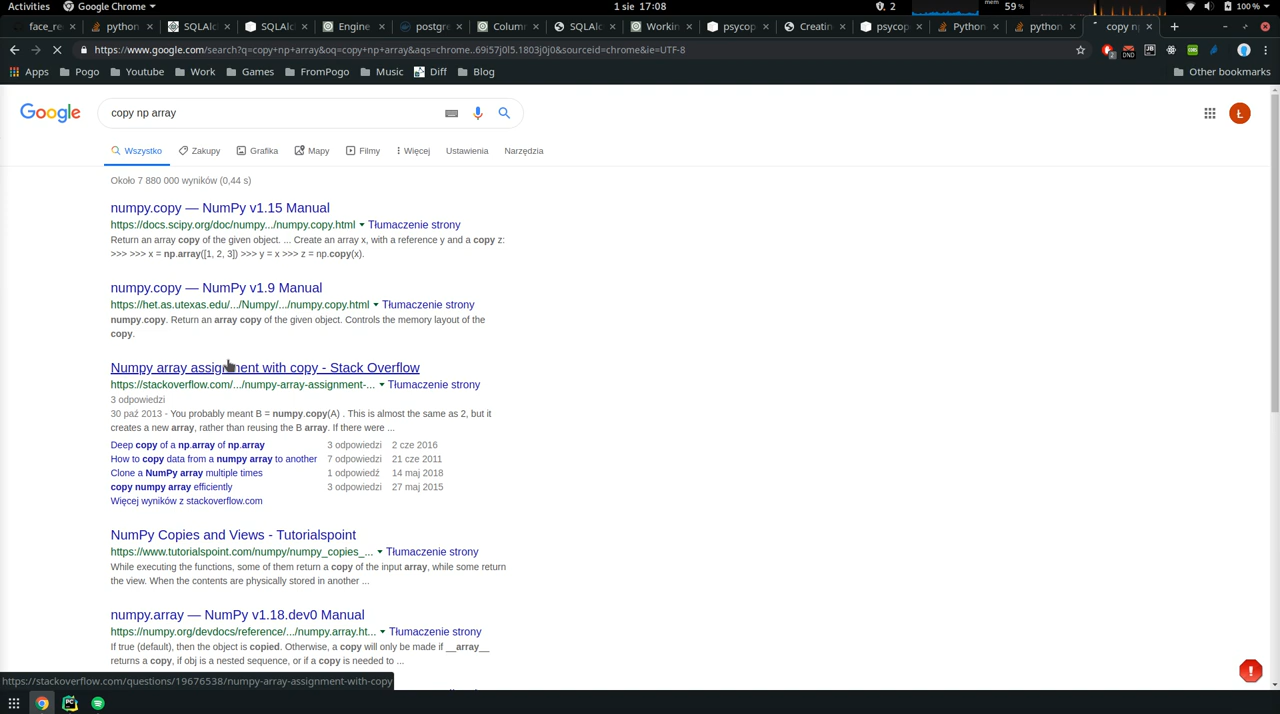 Activities
Google Chrome
1 sie 17:08
2
mem
59 %
100 %
face_re
python
SQLAlc
SQLAlc
Engine
postgre
Column
SQLAlc
Workin
psycop
Creatin
psycop
Python
python
copy n
https://www.google.com/search?q=copy+np+array&oq=copy+np+array&aqs=chrome..69i57j0l5.1803j0j0&sourceid=chrome&ie=UTF-8
2
DND
JB
Apps
Pogo
Youtube
Work
Games
FromPogo
Music
Diff
Blog
Other bookmarks
Google
copy np array
Ł
Wszystko
Zakupy
Grafika
Mapy
Filmy
Więcej
Ustawienia
Narzędzia
Około 7 880 000 wyników (0,44 s)
numpy.copy — NumPy v1.15 Manual
https://docs.scipy.org/doc/numpy.../numpy.copy.html Tłumaczenie strony
Return an array copy of the given object. ... Create an array x, with a reference y and a copy z:
>>> >>> x = np.array([1, 2, 3]) >>> y = x >>> z = np.copy(x).
numpy.copy — NumPy v1.9 Manual
https://het.as.utexas.edu/.../Numpy/.../numpy.copy.html Tłumaczenie strony
numpy.copy. Return an array copy of the given object. Controls the memory layout of the
copy.
Numpy array assignment with copy - Stack Overflow
https://stackoverflow.com/.../numpy-array-assignment-... Tłumaczenie strony
3 odpowiedzi
30 paź 2013 - You probably meant B = numpy.copy(A) . This is almost the same as 2, but it
creates a new array, rather than reusing the B array. If there were ...
Deep copy of a np.array of np.array 3 odpowiedzi 2 cze 2016
How to copy data from a numpy array to another 7 odpowiedzi 21 cze 2011
Clone a NumPy array multiple times 1 odpowiedź 14 maj 2018
copy numpy array efficiently 3 odpowiedzi 27 maj 2015
Więcej wyników z stackoverflow.com
NumPy Copies and Views - Tutorialspoint
https://www.tutorialspoint.com/numpy/numpy_copies_... Tłumaczenie strony
While executing the functions, some of them return a copy of the input array, while some return
the view. When the contents are physically stored in another ...
numpy.array — NumPy v1.18.dev0 Manual
https://numpy.org/devdocs/reference/.../numpy.array.ht... Tłumaczenie strony
If true (default), then the object is copied. Otherwise, a copy will only be made if __array__
returns a copy, if obj is a nested sequence, or if a copy is needed to ...
https://stackoverflow.com/questions/19676538/numpy-array-assignment-with-copy
PC